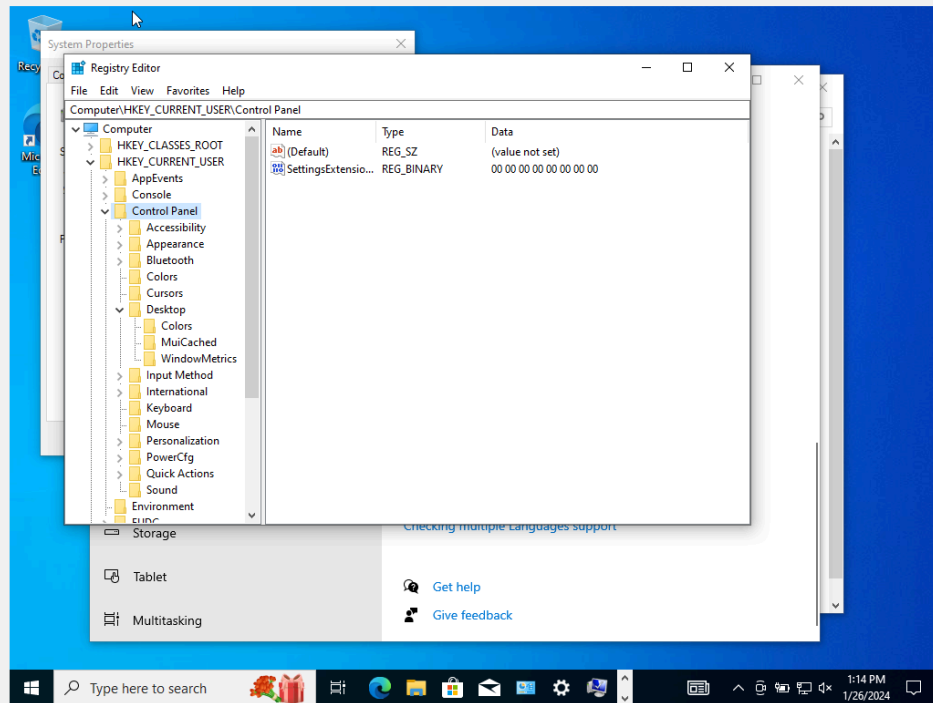 System Properties
Recy
Co
Registry Editor
File Edit View Favorites Help
Computer\HKEY_CURRENT_USER\Control Panel
Computer
HKEY_CLASSES_ROOT
HKEY_CURRENT_USER
AppEvents
Console
Control Panel
Accessibility
Appearance
Bluetooth
Colors
Cursors
Desktop
Colors
MuiCached
WindowMetrics
Input Method
International
Keyboard
Mouse
Personalization
PowerCfg
Quick Actions
Sound
Environment
EUDC
Name Type Data
(Default) REG_SZ (value not set)
SettingsExtensio... REG_BINARY 00 00 00 00 00 00 00 00
Mic
E
Checking multiple Languages support
Storage
Tablet
Multitasking
Get help
Give feedback
Type here to search
1:14 PM
1/26/2024